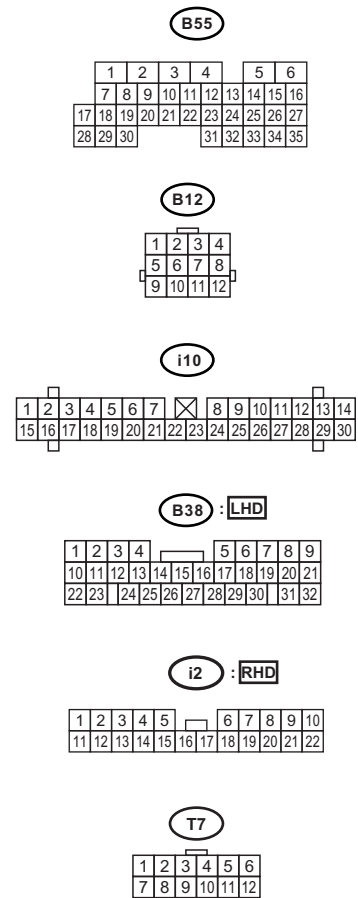 B55
1 2 3 4 5 6
7 8 9 10 11 12 13 14 15 16
17 18 19 20 21 22 23 24 25 26 27
28 29 30 31 32 33 34 35
B12
1 2 3 4
5 6 7 8
9 10 11 12
i10
1 2 3 4 5 6 7 8 9 10 11 12 13 14
15 16 17 18 19 20 21 22 23 24 25 26 27 28 29 30
B38 : LHD
1 2 3 4 5 6 7 8 9
10 11 12 13 14 15 16 17 18 19 20 21
22 23 24 25 26 27 28 29 30 31 32
i2 : RHD
1 2 3 4 5 6 7 8 9 10
11 12 13 14 15 16 17 18 19 20 21 22
T7
1 2 3 4 5 6
7 8 9 10 11 12